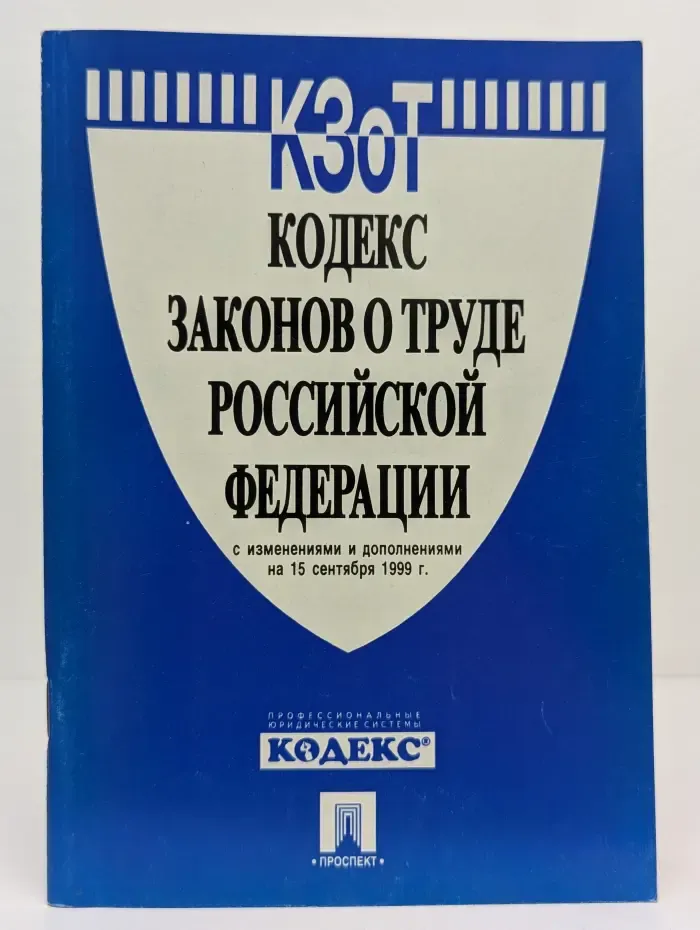 КЗоТ
КОДЕКС
ЗАКОНОВ О ТРУДЕ
РОССИЙСКОЙ
ФЕДЕРАЦИИ
с изменениями и дополнениями
на 15 сентября 1999 г.
ПРОФЕССИОНАЛЬНЫЕ
ЮРИДИЧЕСКИЕ СИСТЕМЫ
КОДЕКС®
• ПРОСПЕКТ •